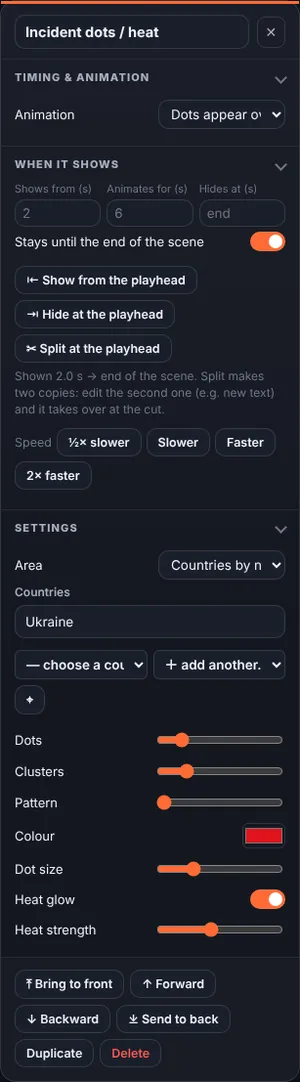 Incident dots / heat ✕
TIMING & ANIMATION
Animation Dots appear ov
WHEN IT SHOWS
Shows from (s) Animates for (s) Hides at (s)
2 6 end
Stays until the end of the scene
⇤ Show from the playhead
⇥ Hide at the playhead
✂ Split at the playhead
Shown 2.0 s → end of the scene. Split makes
two copies: edit the second one (e.g. new text)
and it takes over at the cut.
Speed ½× slower Slower Faster
2× faster
SETTINGS
Area Countries by n
Countries
Ukraine
— choose a cou + add another.
⌖
Dots
Clusters
Pattern
Colour
Dot size
Heat glow
Heat strength
⤒ Bring to front ↑ Forward
↓ Backward ⤓ Send to back
Duplicate Delete